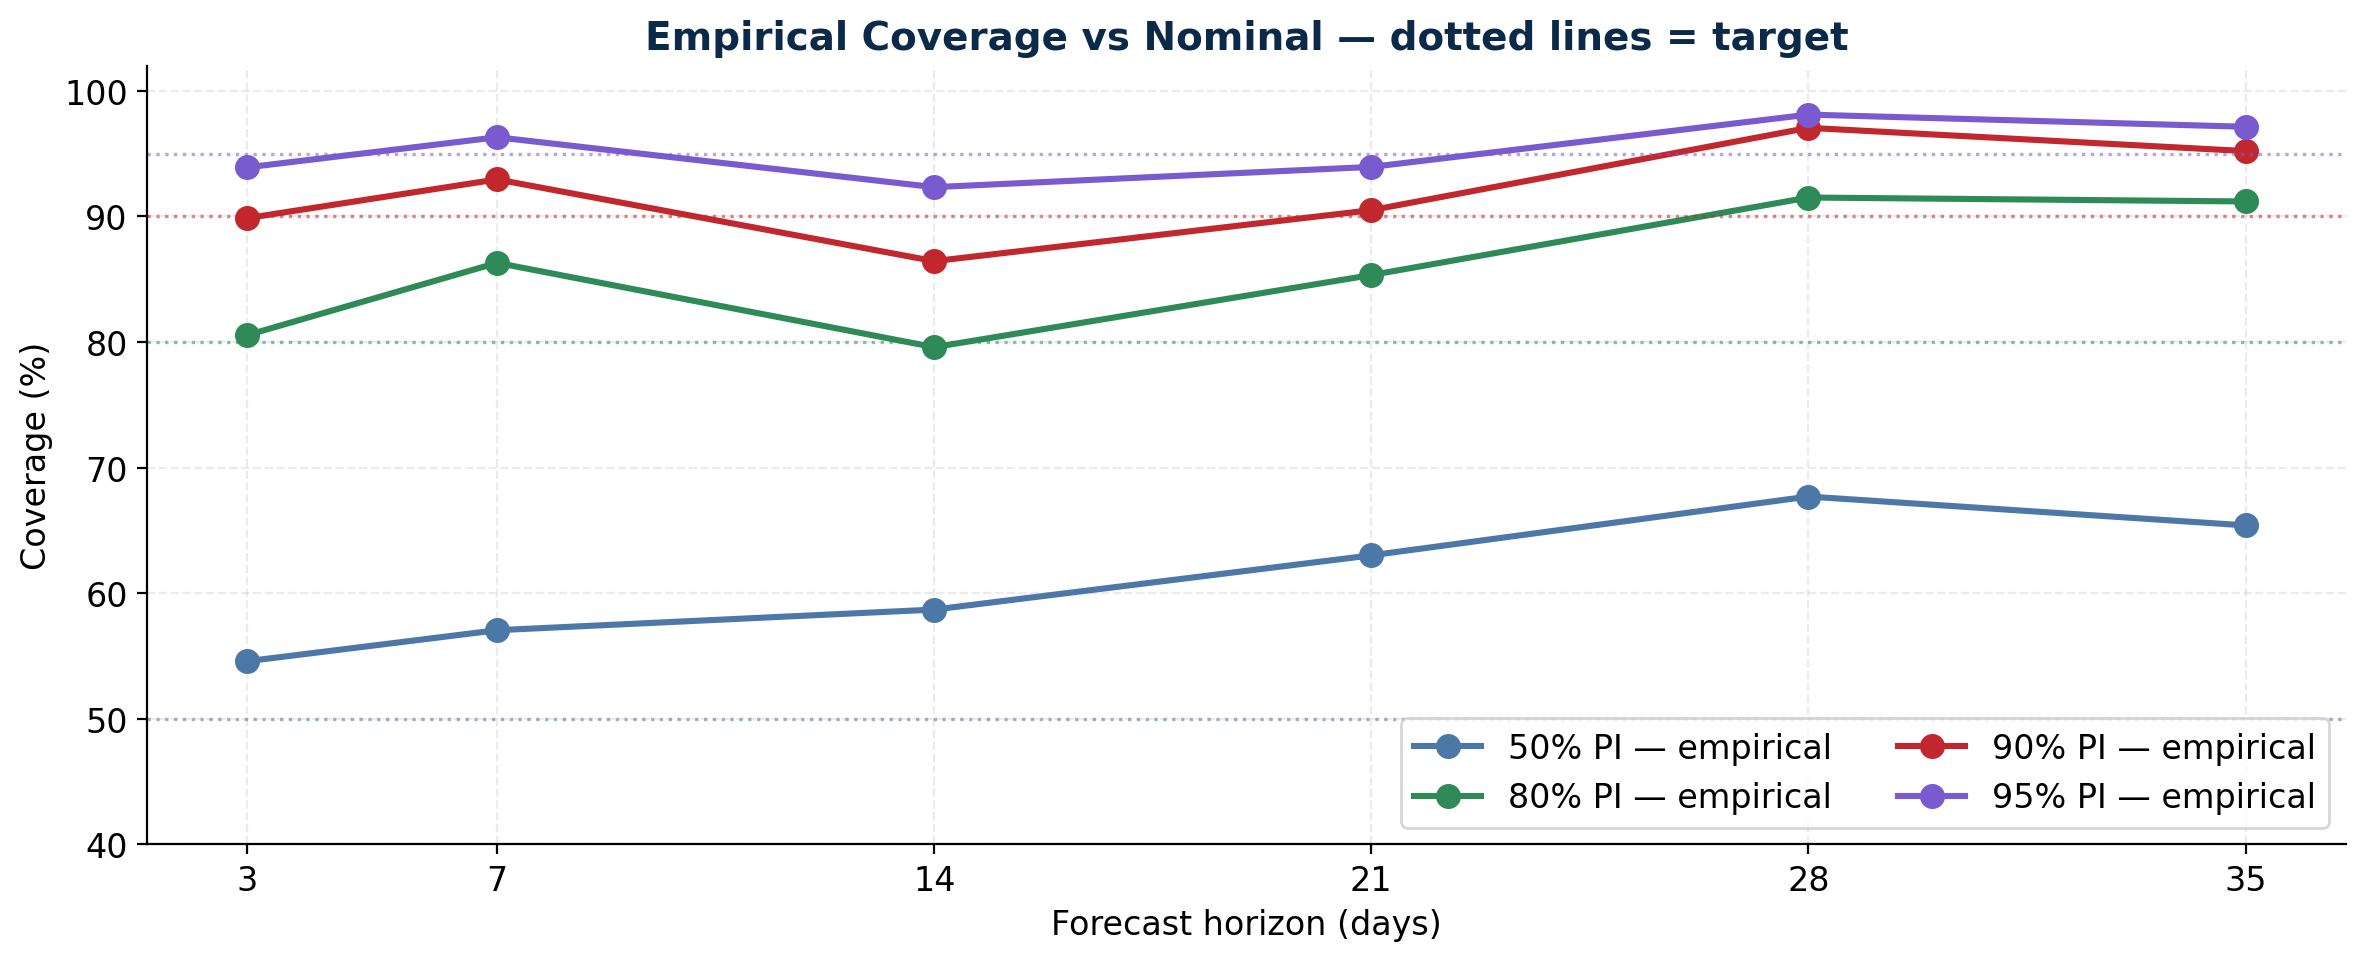 Empirical Coverage vs Nominal — dotted lines = target
Coverage (%)
100
90
80
70
60
50
40
3 7 14 21 28 35
Forecast horizon (days)
50% PI — empirical
80% PI — empirical
90% PI — empirical
95% PI — empirical